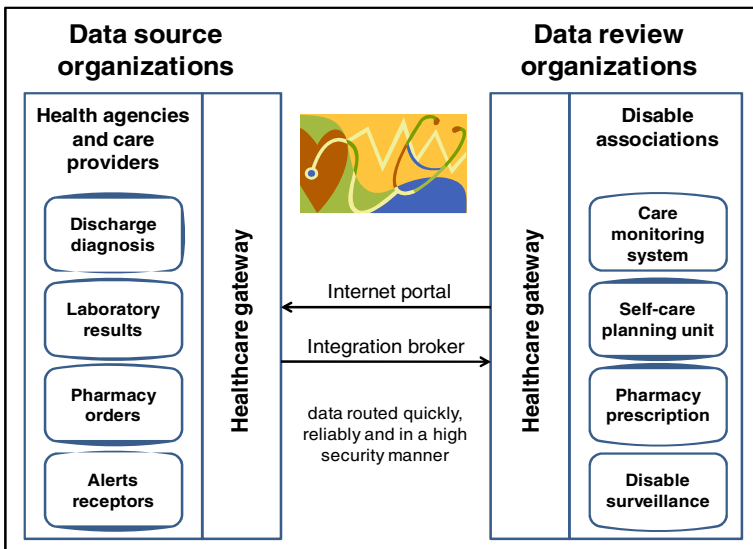 Data source
organizations
Health agencies
and care
providers
Discharge
diagnosis
Laboratory
results
Pharmacy
orders
Alerts
receptors
Healthcare gateway
Internet portal
Integration broker
data routed quickly,
reliably and in a high
security manner
Data review
organizations
Healthcare gateway
Disable
associations
Care
monitoring
system
Self-care
planning unit
Pharmacy
prescription
Disable
surveillance